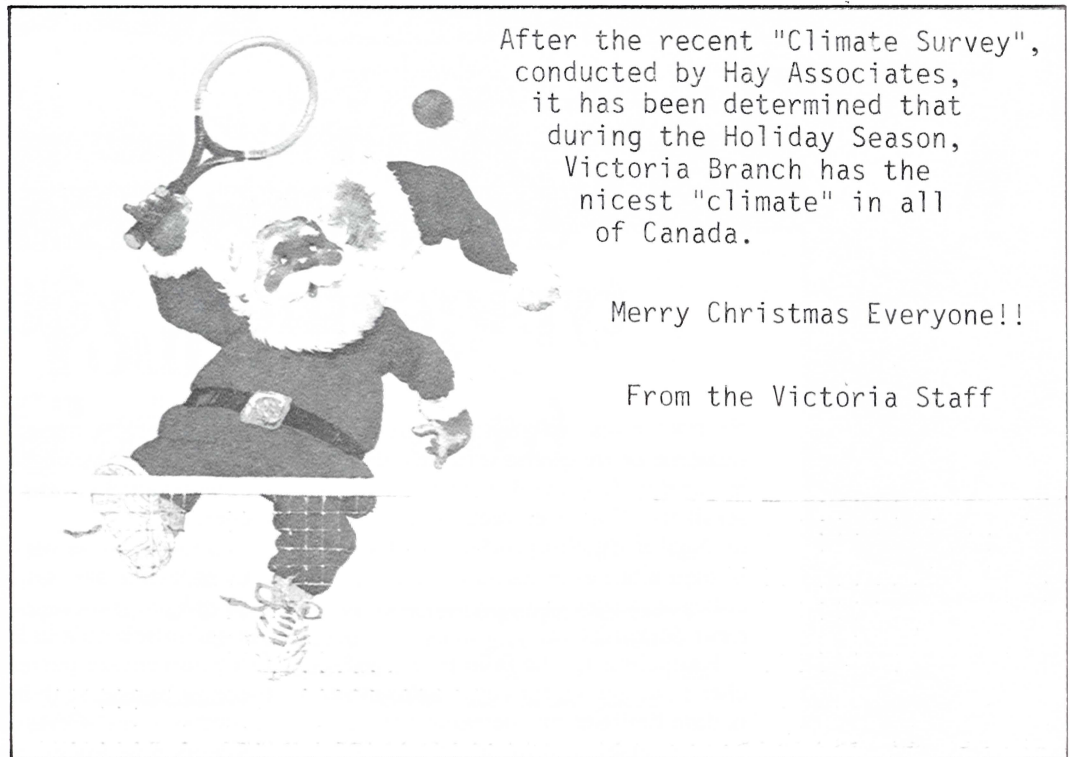 After the recent "Climate Survey",
conducted by Hay Associates,
it has been determined that
during the Holiday Season,
Victoria Branch has the
nicest "climate" in all
of Canada.
Merry Christmas Everyone!!
From the Victoria Staff